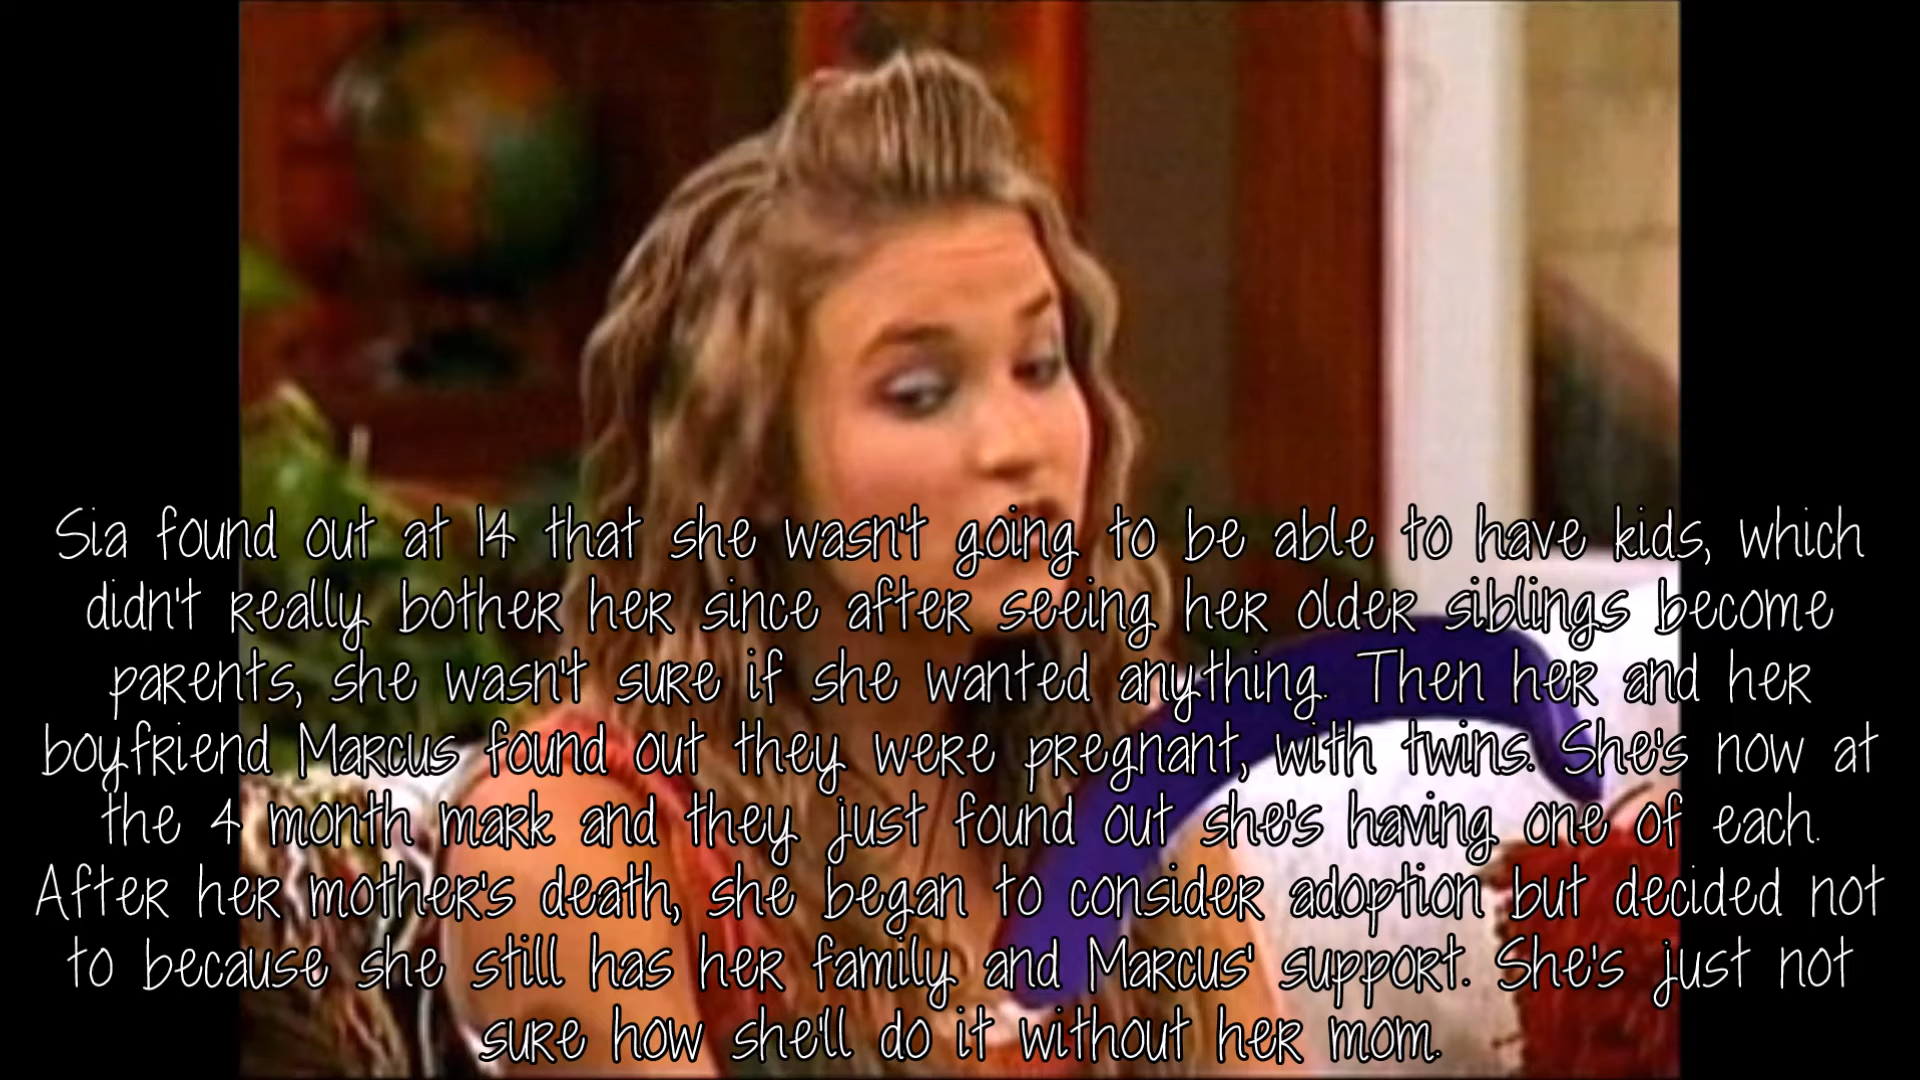 Sia found out at 14 that she wasn't going to be able to have kids, which
didn't really bother her since after seeing her older siblings become
parents, she wasn't sure if she wanted anything. Then her and her
boyfriend Marcus found out they were pregnant, with twins. She's now at
the 4 month mark and they just found out she's having one of each.
After her mother's death, she began to consider adoption but decided not
to because she still has her family and Marcus' support. She's just not
sure how she'll do it without her mom.